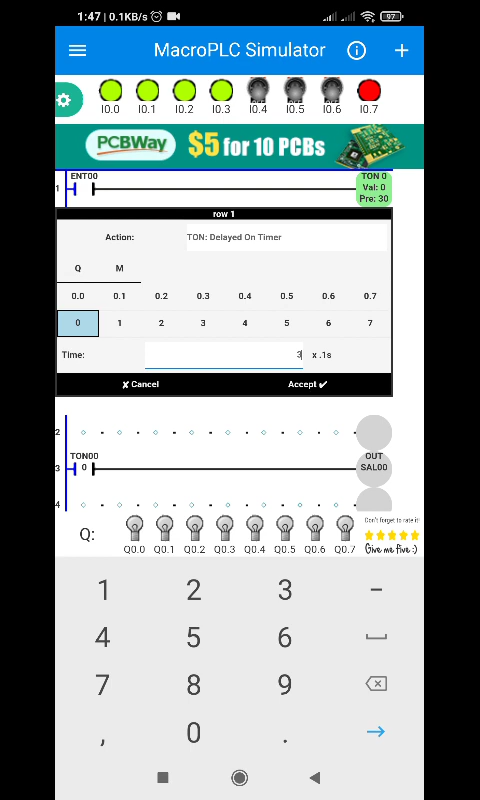 1:47 | 0.1KB/s
97
MacroPLC Simulator
I0.0 I0.1 I0.2 I0.3 I0.4 I0.5 I0.6 I0.7
PCBWay $5 for 10 PCBs
ENT00
TON 0
1
Val: 0
Pre: 30
row 1
Action: TON: Delayed On Timer
Q M
0.0 0.1 0.2 0.3 0.4 0.5 0.6 0.7
0 1 2 3 4 5 6 7
Time: 3 x .1s
✘ Cancel Accept ✔
2
TON00 OUT
3 0 SAL00
4
Don't forget to rate it!
Q:
Q0.0 Q0.1 Q0.2 Q0.3 Q0.4 Q0.5 Q0.6 Q0.7 Give me five :)
1 2 3 −
4 5 6
7 8 9
, 0 .